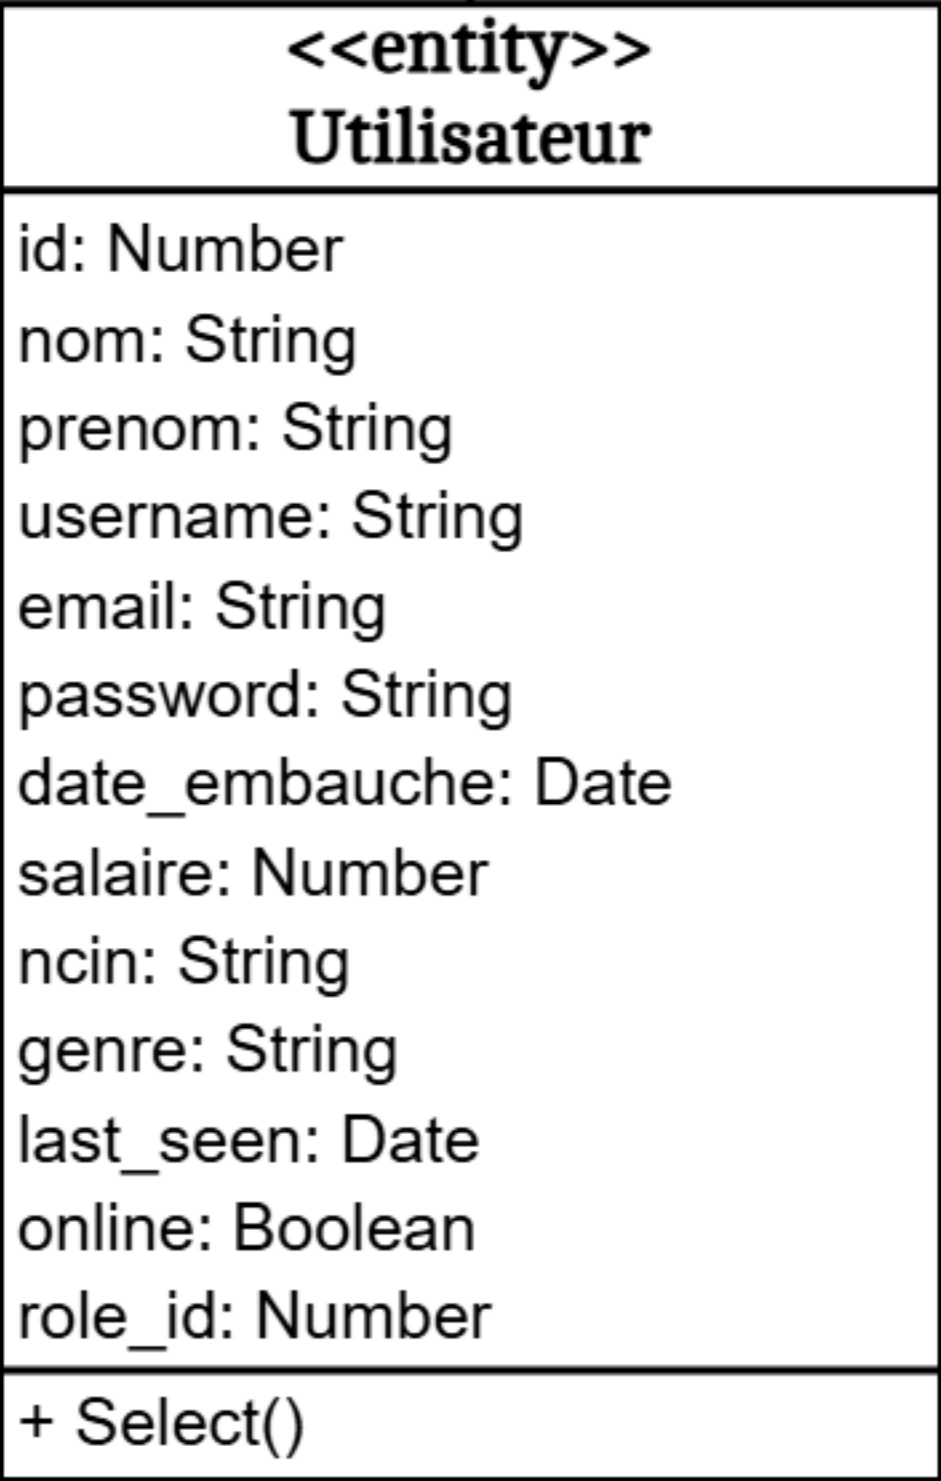 <<entity>>
Utilisateur
id: Number
nom: String
prenom: String
username: String
email: String
password: String
date_embauche: Date
salaire: Number
ncin: String
genre: String
last_seen: Date
online: Boolean
role_id: Number
+ Select()